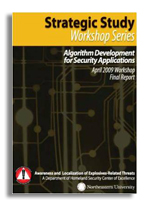 Strategic Study
Workshop Series
Algorithm Development
for Security Applications
April 2009 Workshop
Final Report
Awareness and Localization of Explosives-Related Threats
A Department of Homeland Security Center of Excellence
Northeastern University